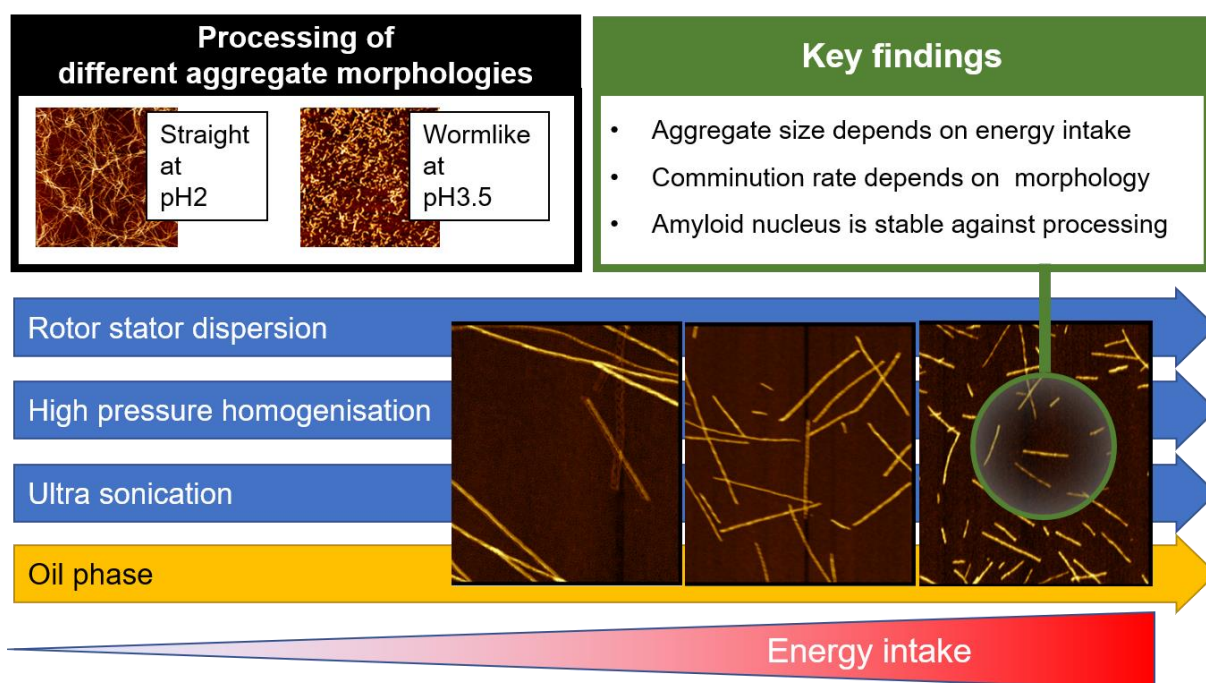 Processing of
different aggregate morphologies
Straight
at
pH2
Wormlike
at
pH3.5
Key findings
• Aggregate size depends on energy intake
• Comminution rate depends on morphology
• Amyloid nucleus is stable against processing
Rotor stator dispersion
High pressure homogenisation
Ultra sonication
Oil phase
Energy intake